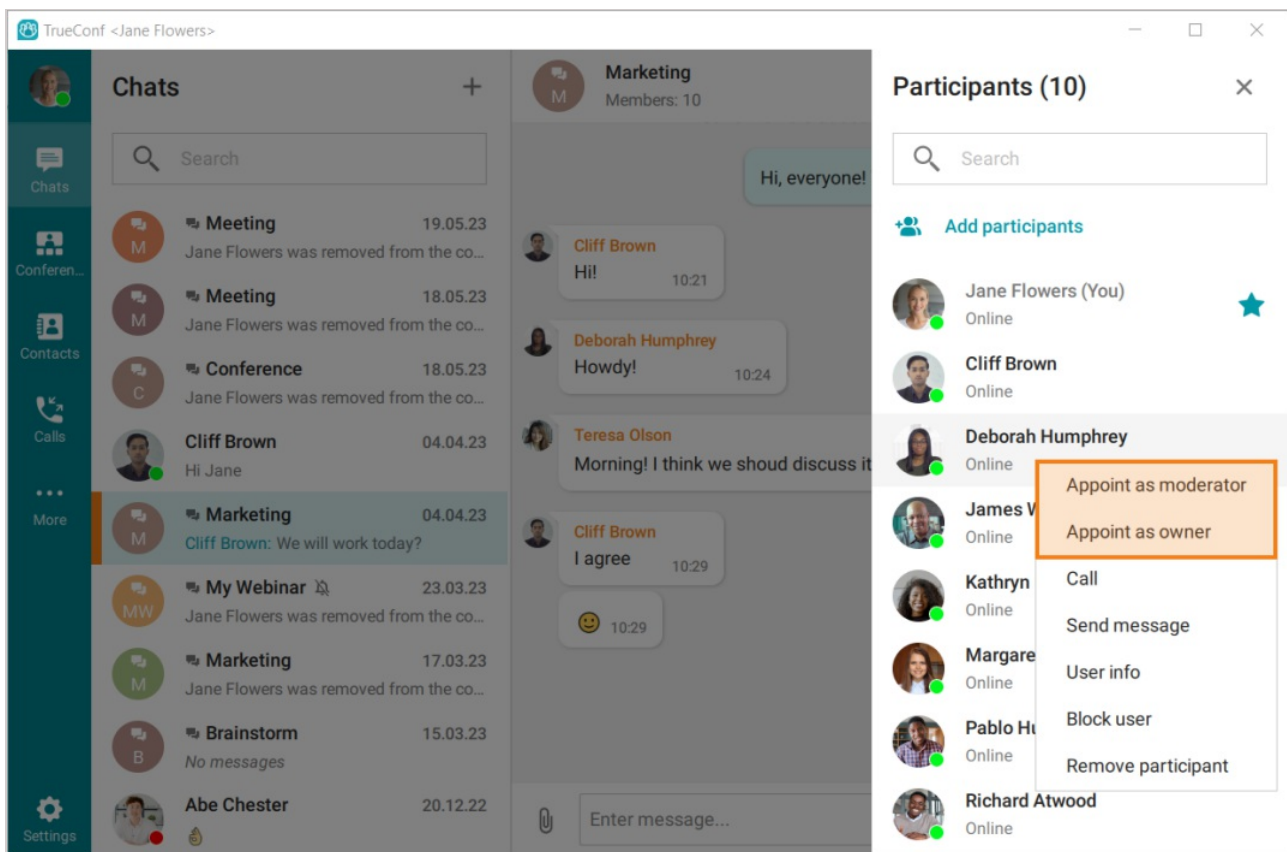 TrueConf <Jane Flowers>
Chats
Conferen...
Contacts
Calls
More
Settings
Chats
Search
M
Meeting 19.05.23
Jane Flowers was removed from the co...
M
Meeting 18.05.23
Jane Flowers was removed from the co...
C
Conference 18.05.23
Jane Flowers was removed from the co...
Cliff Brown 04.04.23
Hi Jane
M
Marketing 04.04.23
Cliff Brown: We will work today?
MW
My Webinar 23.03.23
Jane Flowers was removed from the co...
M
Marketing 17.03.23
Jane Flowers was removed from the co...
B
Brainstorm 15.03.23
No messages
Abe Chester 20.12.22
M
Marketing
Members: 10
Hi, everyone!
Cliff Brown
Hi! 10:21
Deborah Humphrey
Howdy! 10:24
Teresa Olson
Morning! I think we shoud discuss it
Cliff Brown
I agree 10:29
10:29
Enter message...
Participants (10)
Search
Add participants
Jane Flowers (You)
Online
Cliff Brown
Online
Deborah Humphrey
Online
James
Online
Kathryn
Online
Margare
Online
Pablo
Online
Richard Atwood
Online
Appoint as moderator
Appoint as owner
Call
Send message
User info
Block user
Remove participant